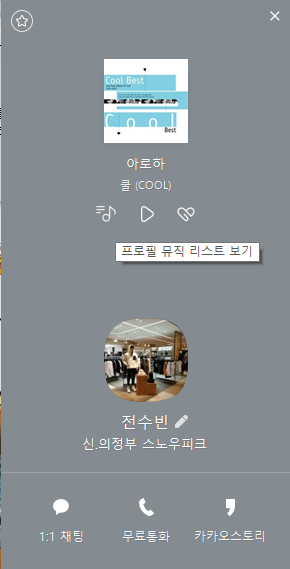 Cool Best
Cool
Best
아로하
쿨 (COOL)
프로필 뮤직 리스트 보기
전수빈
신.의정부 스노우피크
1:1 채팅
무료통화
카카오스토리